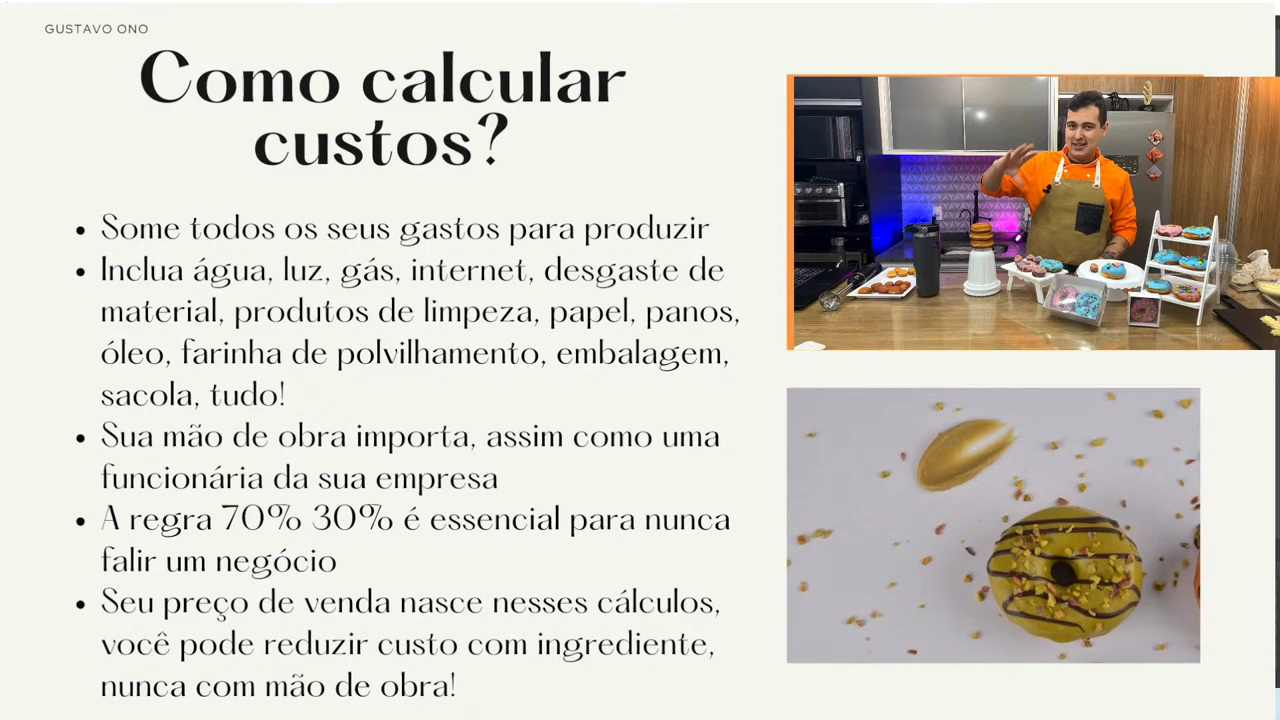 GUSTAVO ONO
Como calcular
custos?
• Some todos os seus gastos para produzir
• Inclua água, luz, gás, internet, desgaste de
material, produtos de limpeza, papel, panos,
óleo, farinha de polvilhamento, embalagem,
sacola, tudo!
• Sua mão de obra importa, assim como uma
funcionária da sua empresa
• A regra 70% 30% é essencial para nunca
falir um negócio
• Seu preço de venda nasce nesses cálculos,
você pode reduzir custo com ingrediente,
nunca com mão de obra!